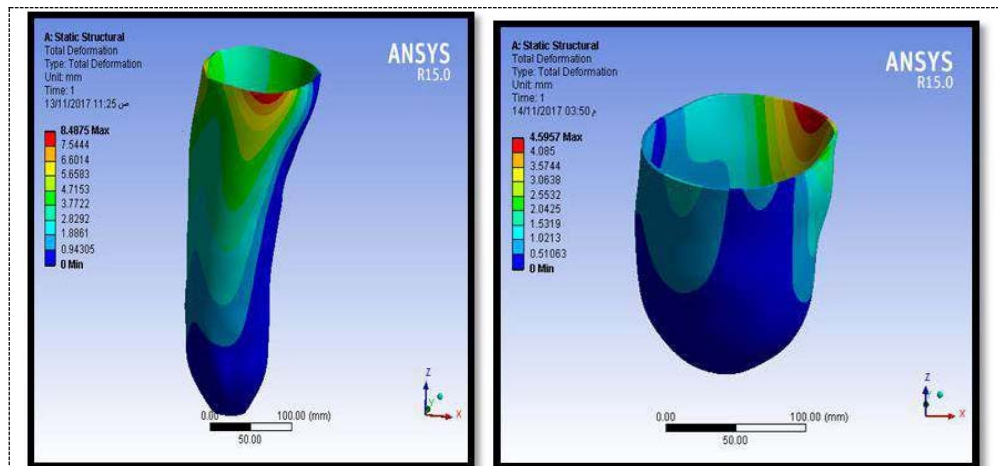 A: Static Structural
Total Deformation
Type: Total Deformation
Unit: mm
Time: 1
13/11/2017 11:25 ص
ANSYS
R15.0
8.4875 Max
7.5444
6.6014
5.6583
4.7153
3.7722
2.8292
1.8861
0.94305
0 Min
Z
Y
X
0.00
100.00 (mm)
50.00
A: Static Structural
Total Deformation
Type: Total Deformation
Unit: mm
Time: 1
14/11/2017 03:50 م
ANSYS
R15.0
4.5957 Max
4.085
3.5744
3.0638
2.5532
2.0425
1.5319
1.0213
0.51063
0 Min
Z
X
0.00
100.00 (mm)
50.00